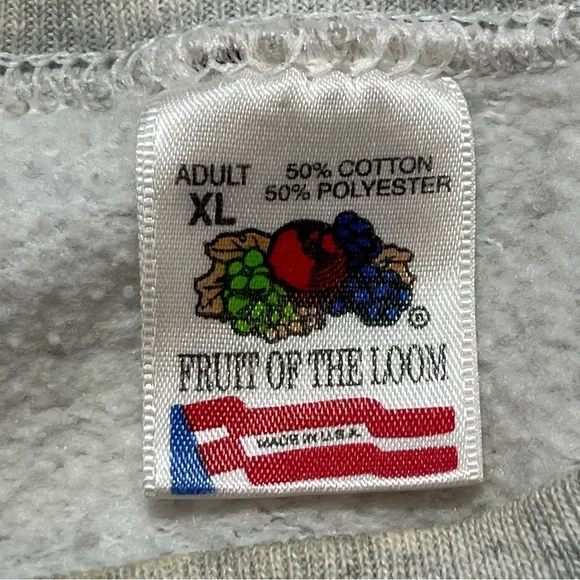 ADULT 50% COTTON
XL 50% POLYESTER
®
FRUIT OF THE LOOM
MADE IN U.S.A.